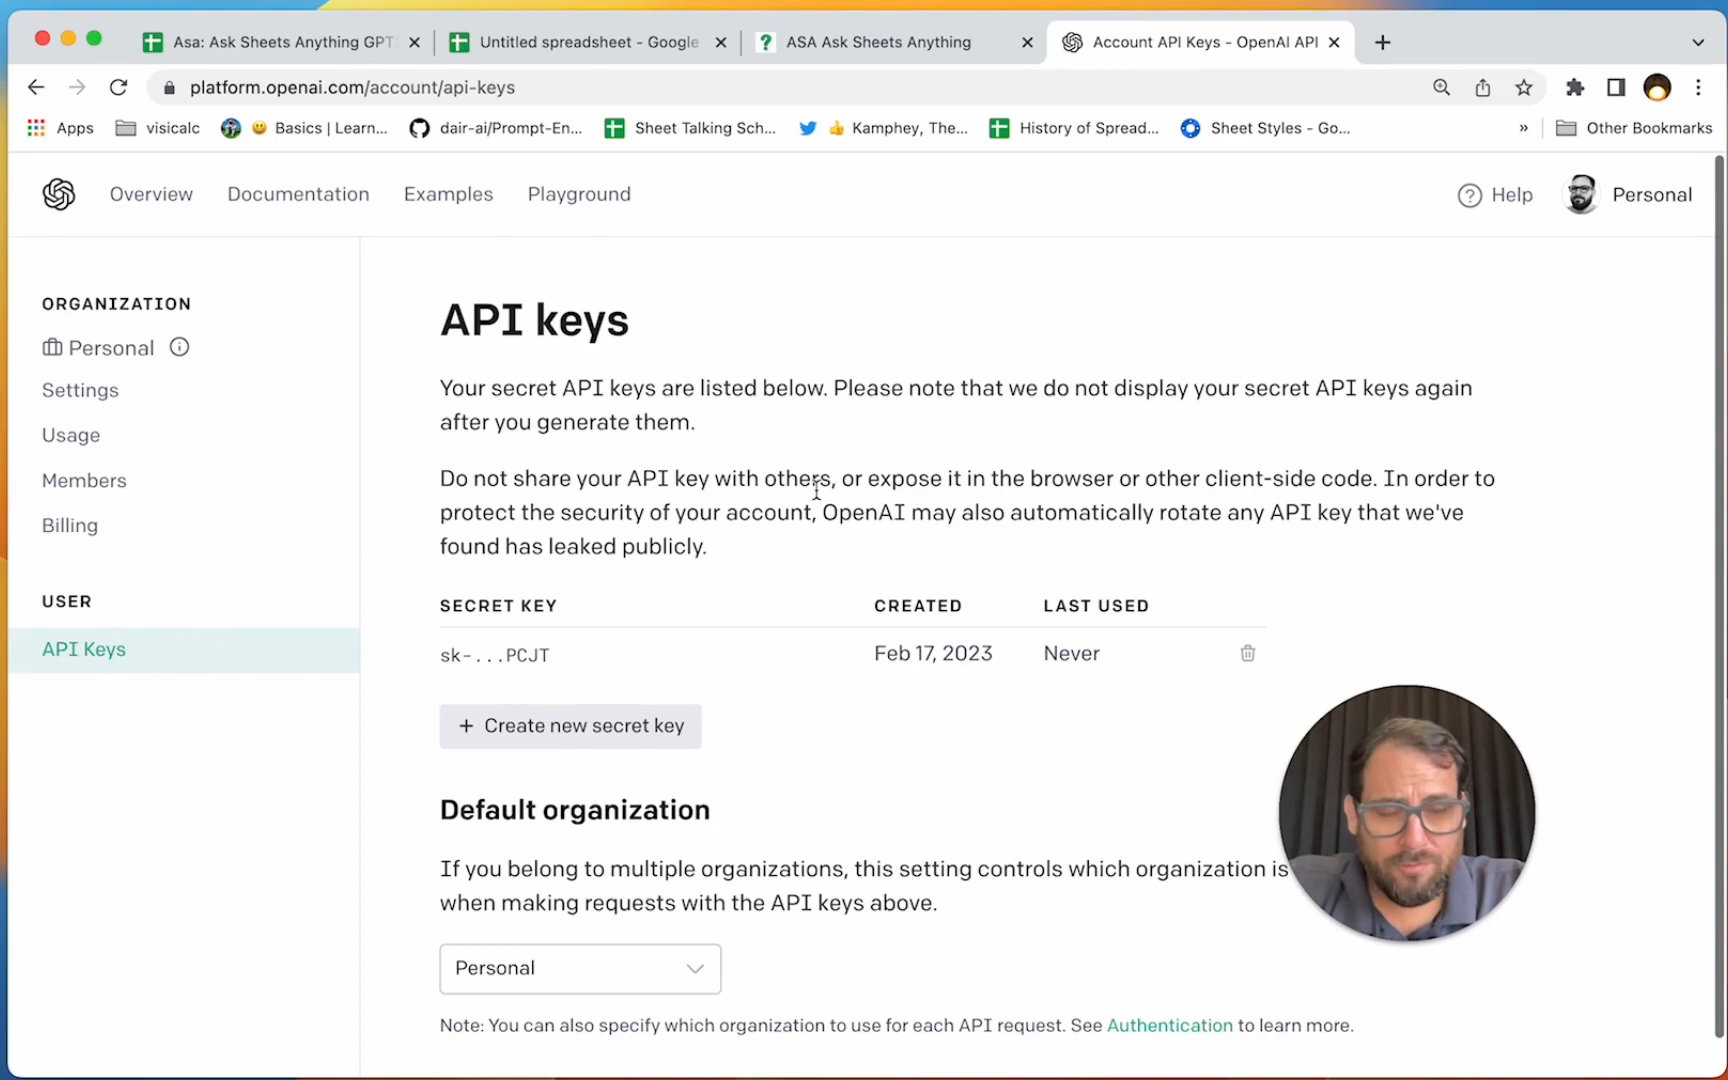 Asa: Ask Sheets Anything GPT
Untitled spreadsheet - Google
ASA Ask Sheets Anything
Account API Keys - OpenAI API
platform.openai.com/account/api-keys
Apps
visicalc
Basics | Learn...
dair-ai/Prompt-En...
Sheet Talking Sch...
Kamphey, The...
History of Spread...
Sheet Styles - Go...
»
Other Bookmarks
Overview
Documentation
Examples
Playground
Help
Personal
ORGANIZATION
Personal
Settings
Usage
Members
Billing
USER
API Keys
API keys
Your secret API keys are listed below. Please note that we do not display your secret API keys again
after you generate them.
Do not share your API key with others, or expose it in the browser or other client-side code. In order to
protect the security of your account, OpenAI may also automatically rotate any API key that we've
found has leaked publicly.
SECRET KEY CREATED LAST USED
sk-...PCJT Feb 17, 2023 Never
+ Create new secret key
Default organization
If you belong to multiple organizations, this setting controls which organization is
when making requests with the API keys above.
Personal
Note: You can also specify which organization to use for each API request. See Authentication to learn more.